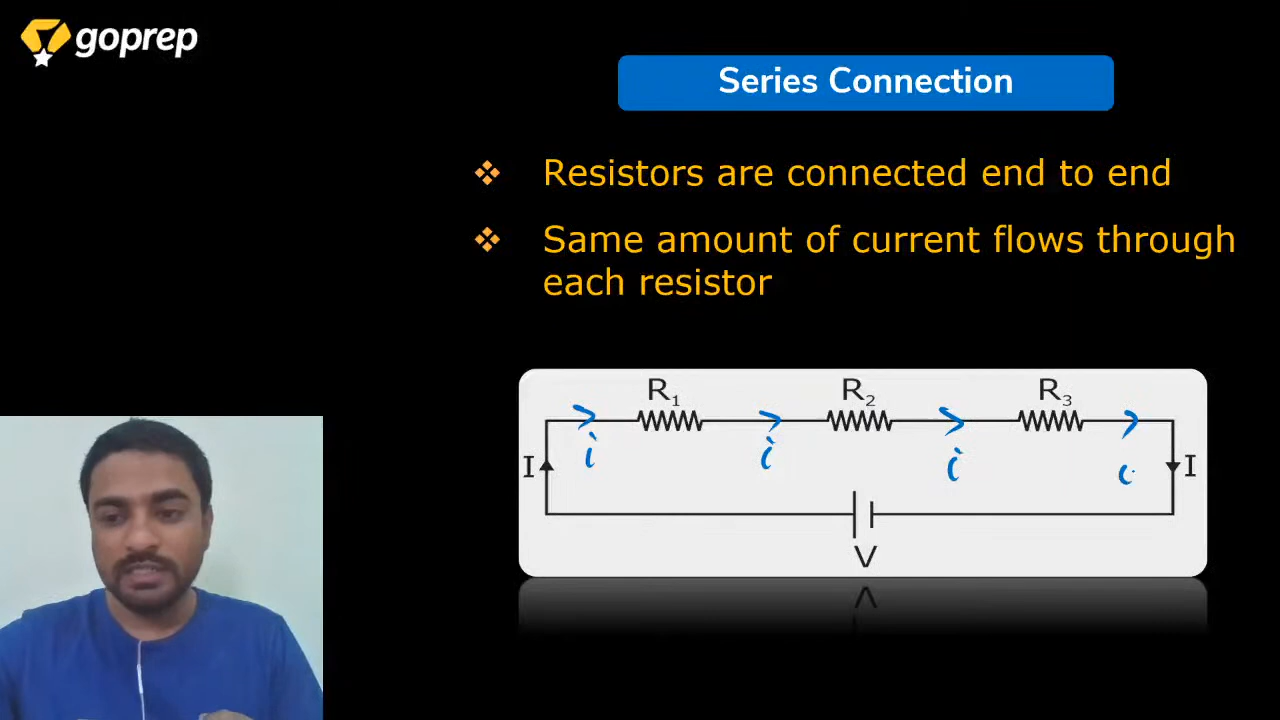 goprep
Series Connection
❖ Resistors are connected end to end
❖ Same amount of current flows through
each resistor
R₁ R₂ R₃
i i i
I I
V